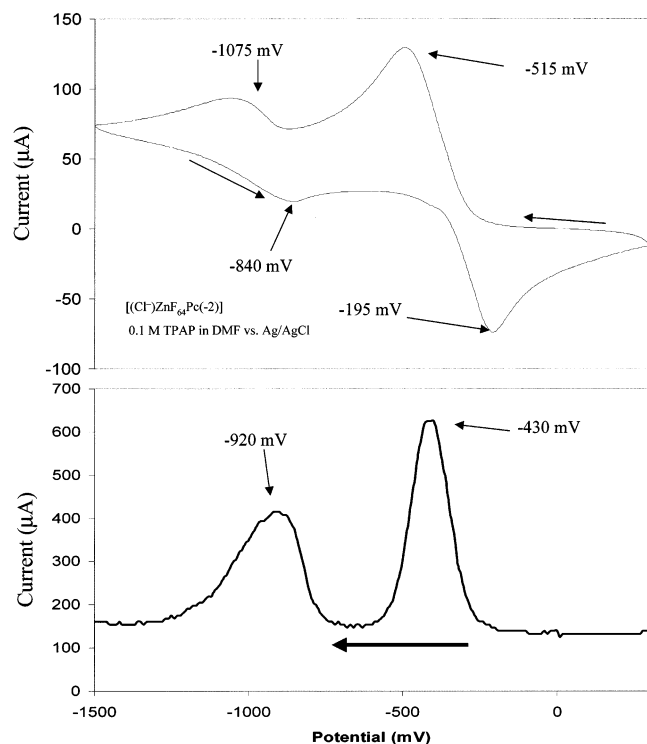 150
-1075 mV
-515 mV
100
50
Current (µA)
0
-840 mV
[(Cl⁻)ZnF₆₄Pc(-2)]
-195 mV
-50
0.1 M TPAP in DMF vs. Ag/AgCl
-100
700
600
-920 mV
-430 mV
500
400
Current (µA)
300
200
100
0
-1500
-1000
-500
0
Potential (mV)